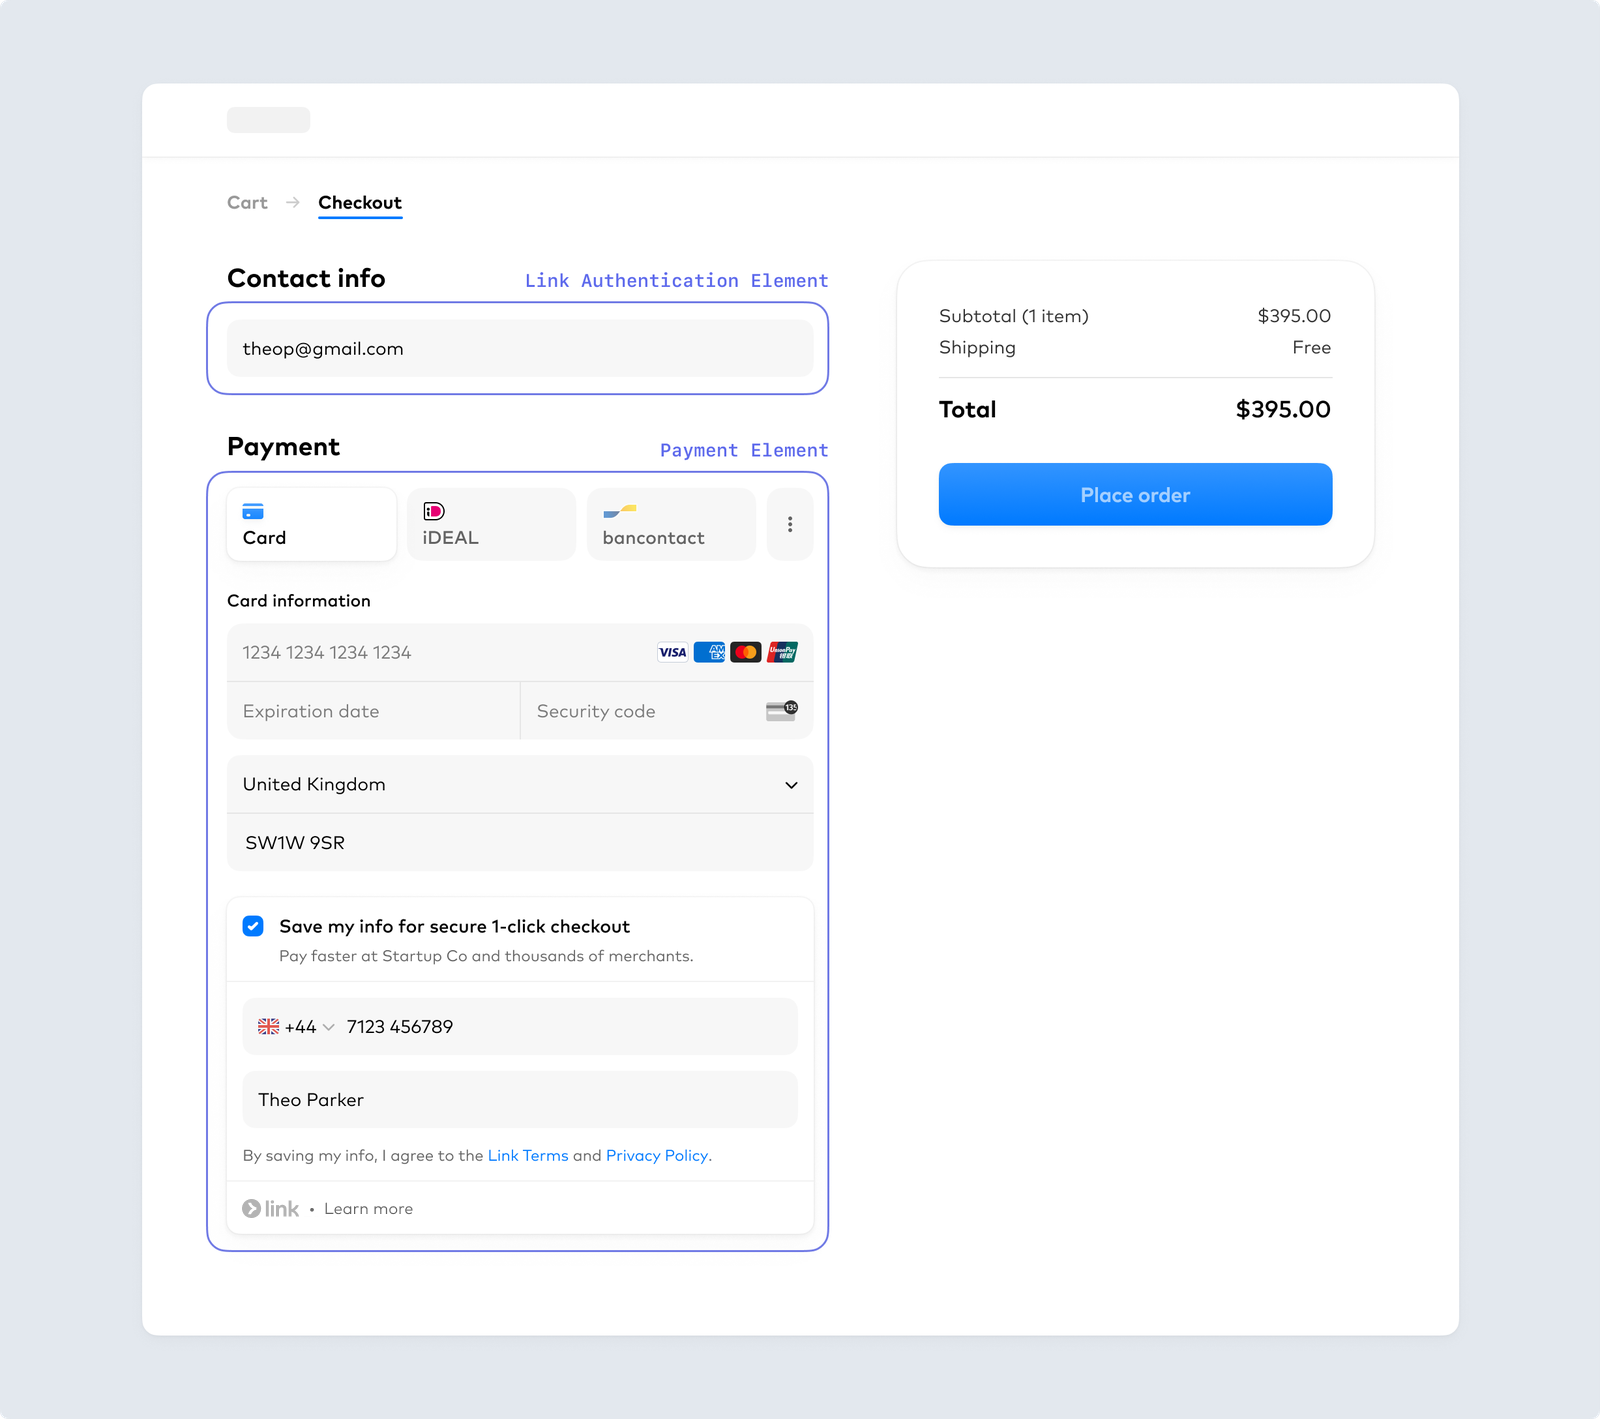 Cart → Checkout
Contact info
Link Authentication Element
theop@gmail.com
Payment
Payment Element
Card
iDEAL
bancontact
Card information
1234 1234 1234 1234
VISA
AM
EX
UnionPay
银联
Expiration date
Security code
135
United Kingdom
SW1W 9SR
Save my info for secure 1-click checkout
Pay faster at Startup Co and thousands of merchants.
+44 7123 456789
Theo Parker
By saving my info, I agree to the Link Terms and Privacy Policy.
link • Learn more
Subtotal (1 item) $395.00
Shipping Free
Total $395.00
Place order